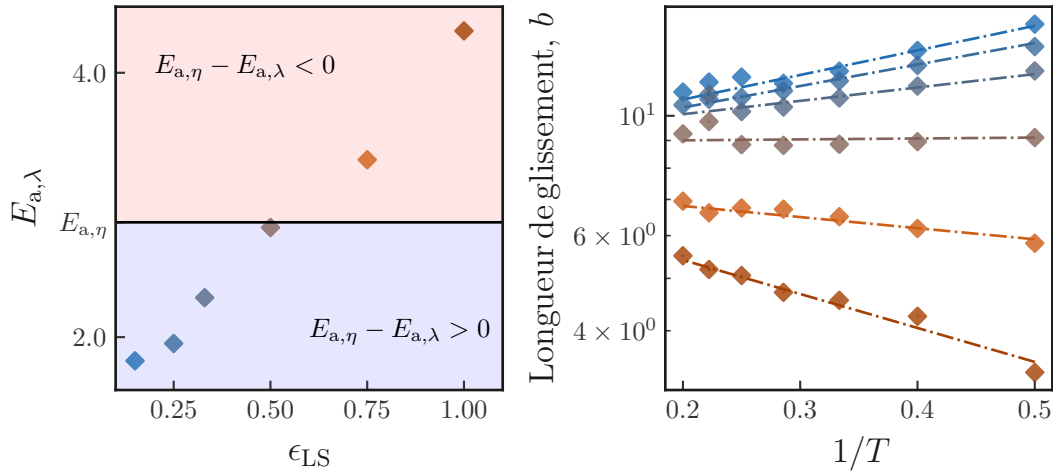 E_{a,λ}
4.0
E_{a,η}
2.0
E_{a,η} − E_{a,λ} < 0
E_{a,η} − E_{a,λ} > 0
0.25 0.50 0.75 1.00
ϵ_{LS}
Longueur de glissement, b
10^1
6 × 10^0
4 × 10^0
0.2 0.3 0.4 0.5
1/T